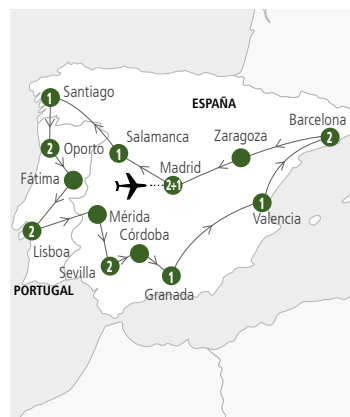 1
Santiago
ESPAÑA
Barcelona
2
Oporto
2
Salamanca
1
Zaragoza
Madrid
2+1
Fátima
Mérida
1
Valencia
2
Lisboa
Córdoba
Sevilla
2
1
Granada
PORTUGAL